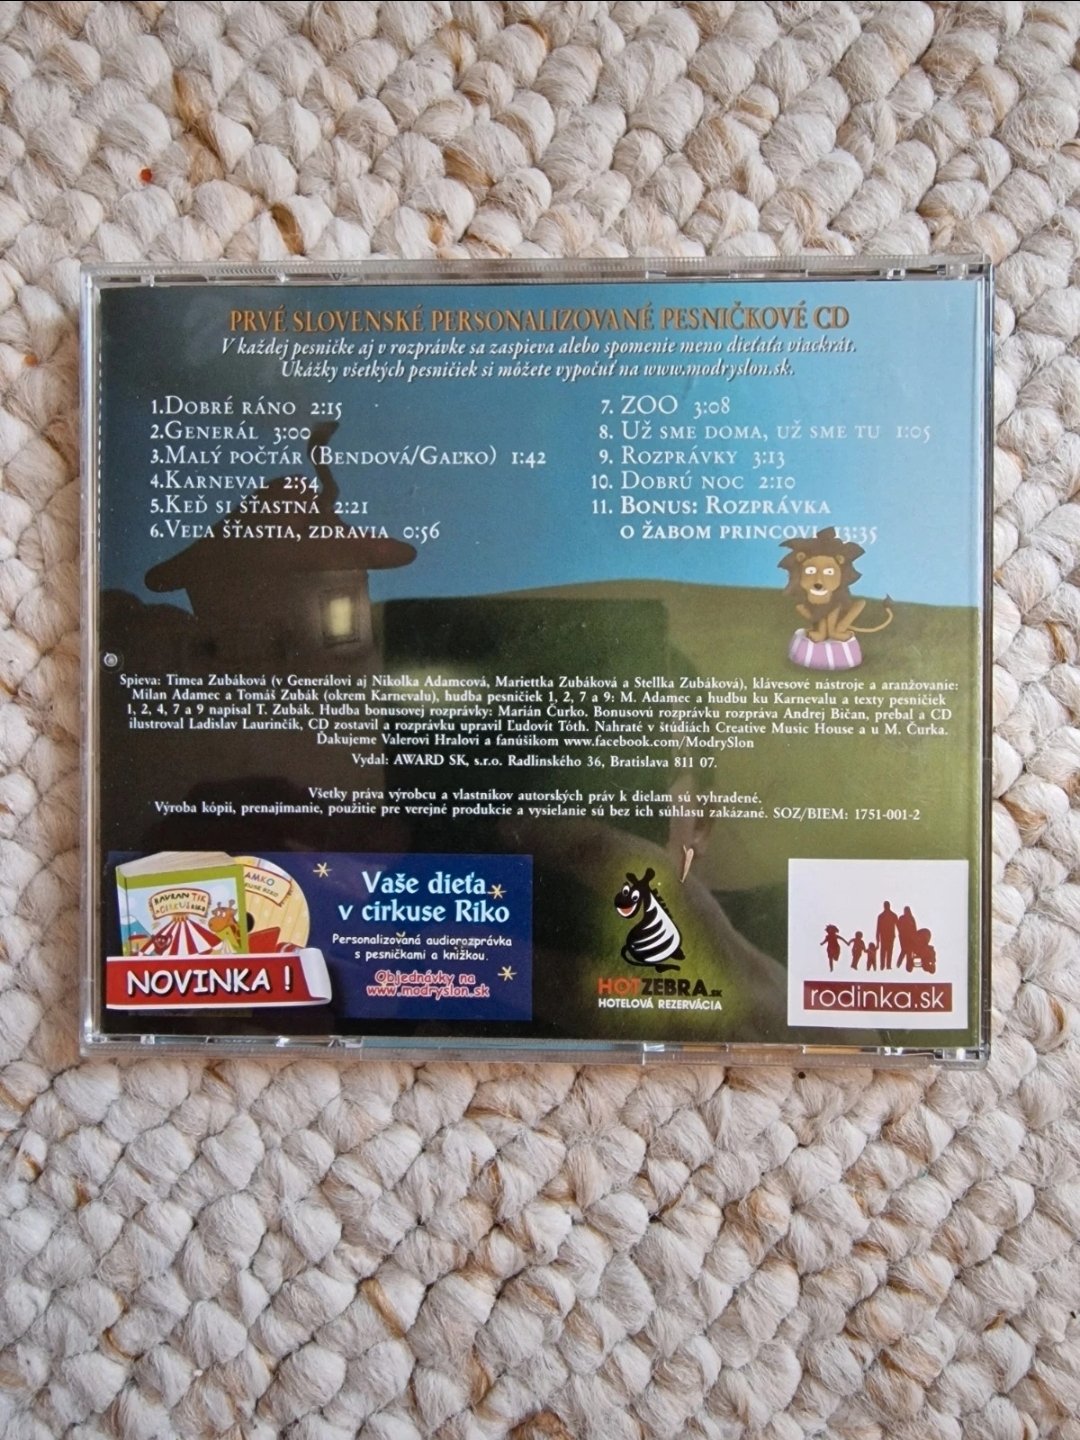 PRVÉ SLOVENSKÉ PERSONALIZOVANÉ PESNIČKOVÉ CD
V každej pesničke aj v rozprávke sa zaspieva alebo spomenie meno dieťaťa viackrát.
Ukážky všetkých pesničiek si môžete vypočuť na www.modryslon.sk.
1.DOBRÉ RÁNO 2:15
2.GENERÁL 3:00
3.MALÝ POČTÁR (BENDOVÁ/GAĽKO) 1:42
4.KARNEVAL 2:54
5.KEĎ SI ŠŤASTNÁ 2:21
6.VEĽA ŠŤASTIA, ZDRAVIA 0:56
7. ZOO 3:08
8. UŽ SME DOMA, UŽ SME TU 1:05
9. ROZPRÁVKY 3:13
10. DOBRÚ NOC 2:10
11. BONUS: ROZPRÁVKA
O ŽABOM PRINCOVI 13:35
Spieva: Timea Zubáková (v Generálovi aj Nikolka Adamcová, Mariettka Zubáková a Stellka Zubáková), klávesové nástroje a aranžovanie:
Milan Adamec a Tomáš Zubák (okrem Karnevalu), hudba pesničiek 1, 2, 7 a 9: M. Adamec a hudbu ku Karnevalu a texty pesničiek
1, 2, 4, 7 a 9 napísal T. Zubák. Hudba bonusovej rozprávky: Marián Čurko, Bonusovú rozprávku rozpráva Andrej Bičan, prebal a CD
ilustroval Ladislav Laurinčík, CD zostavil a rozprávku upravil Ľudovít Tóth. Nahraté v štúdiách Creative Music House a u M. Čurka.
Ďakujeme Valerovi Hralovi a fanúšikom www.facebook.com/ModrySlon
Vydal: AWARD SK, s.r.o. Radlinského 36, Bratislava 811 07.
Všetky práva výrobcu a vlastníkov autorských práv k dielam sú vyhradené.
Výroba kópií, prenajímanie, použitie pre verejné produkcie a vysielanie sú bez ich súhlasu zakázané. SOZ/BIEM: 1751-001-2
HAVRAN TIK
CIRKUS RIKO
NOVINKA !
Vaše dieťa
v cirkuse Riko
Personalizovaná audiorozprávka
s pesničkami a knižkou.
Objednávky na
www.modryslon.sk
HOTZEBRA.SK
HOTELOVÁ REZERVÁCIA
rodinka.sk